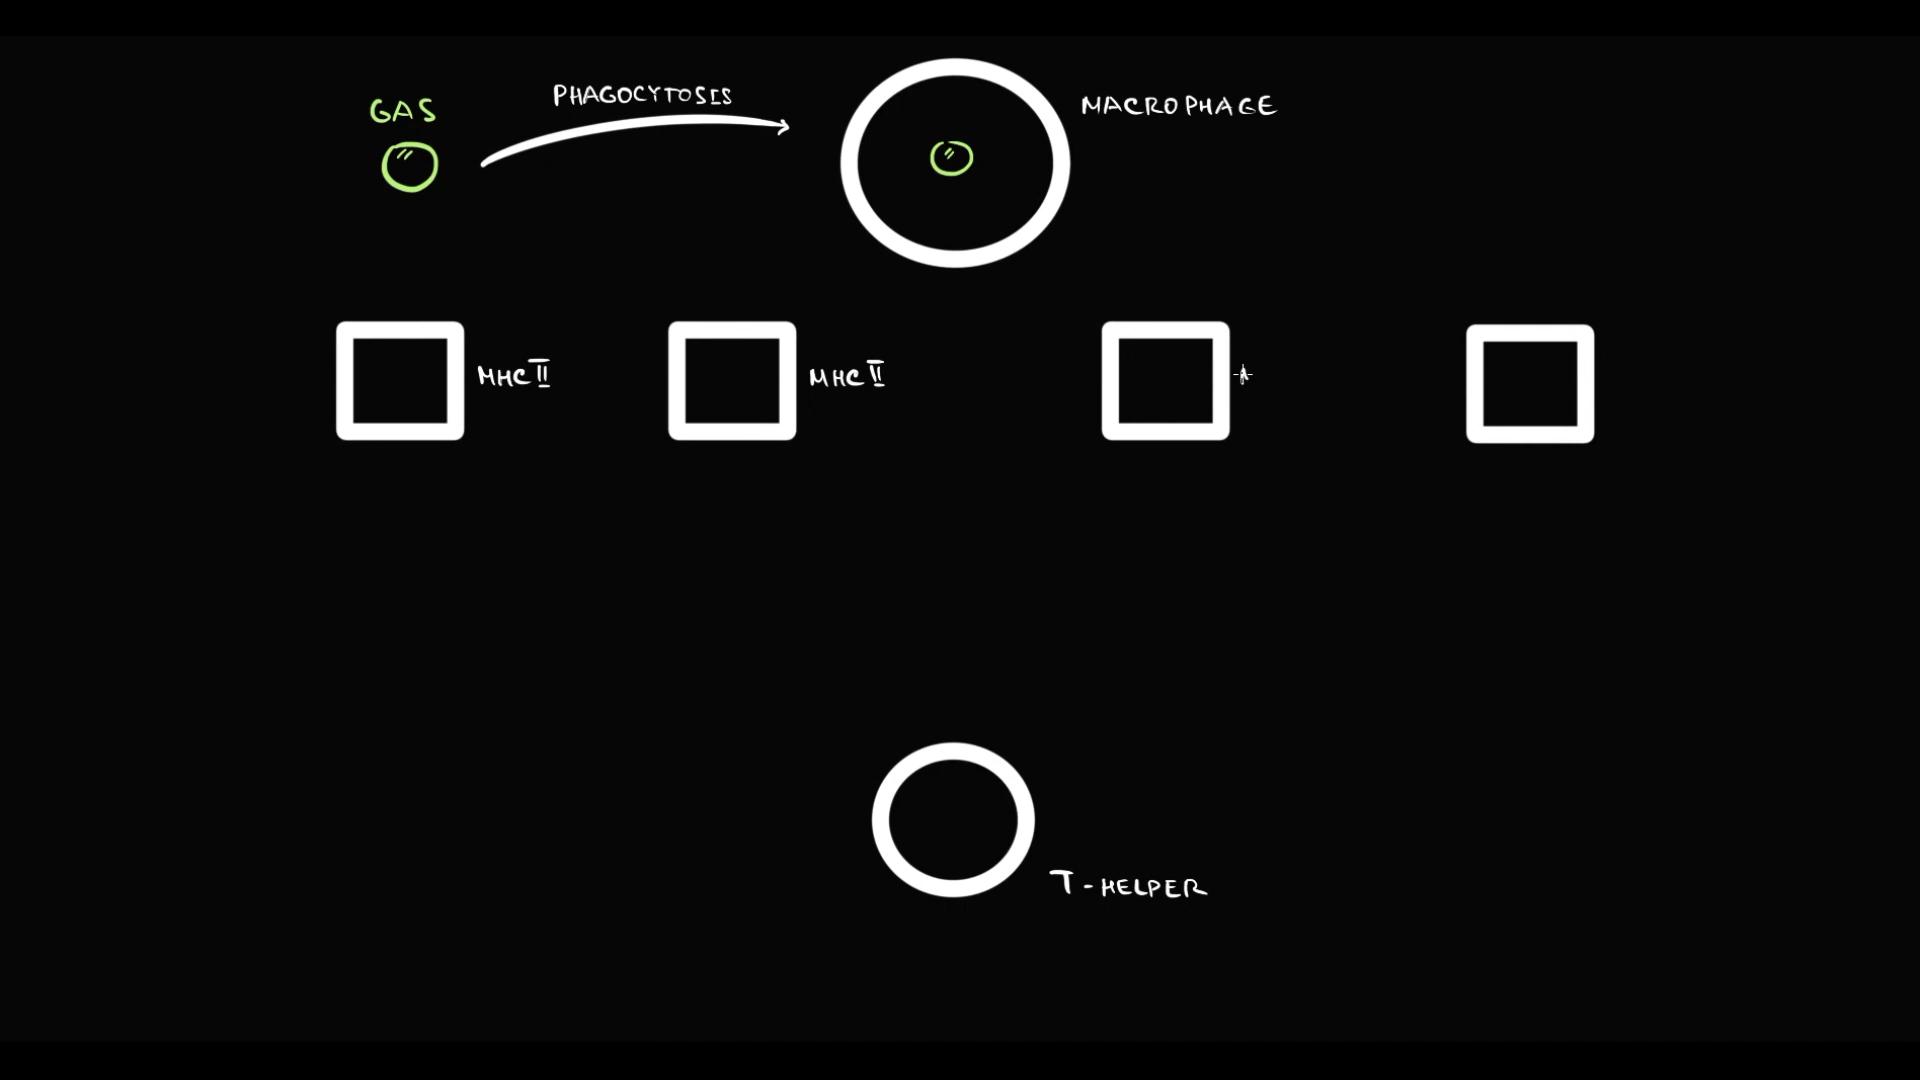 GAS
PHAGOCYTOSIS
MACROPHAGE
MHC II
MHC II
T-HELPER